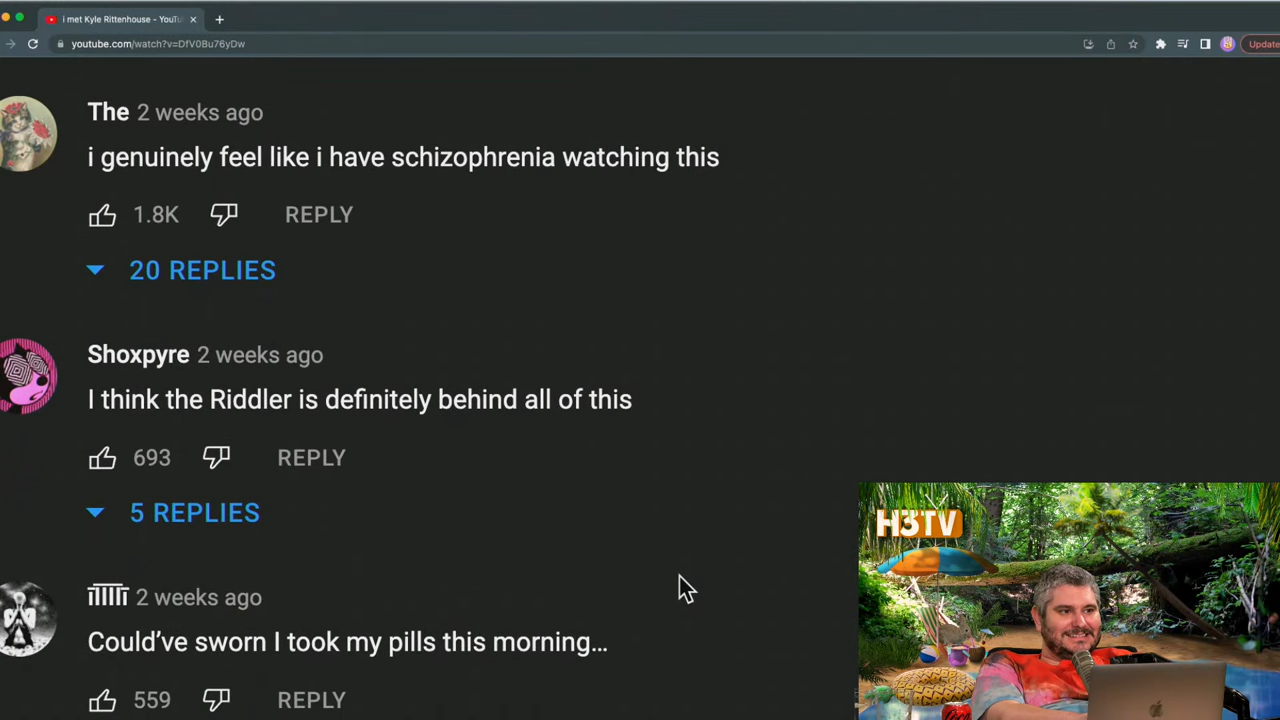 i met Kyle Rittenhouse - YouTu
youtube.com/watch?v=DfV0Bu76yDw
Update
The 2 weeks ago
i genuinely feel like i have schizophrenia watching this
1.8K REPLY
20 REPLIES
Shoxpyre 2 weeks ago
I think the Riddler is definitely behind all of this
693 REPLY
5 REPLIES
2 weeks ago
Could’ve sworn I took my pills this morning…
559 REPLY
H3TV